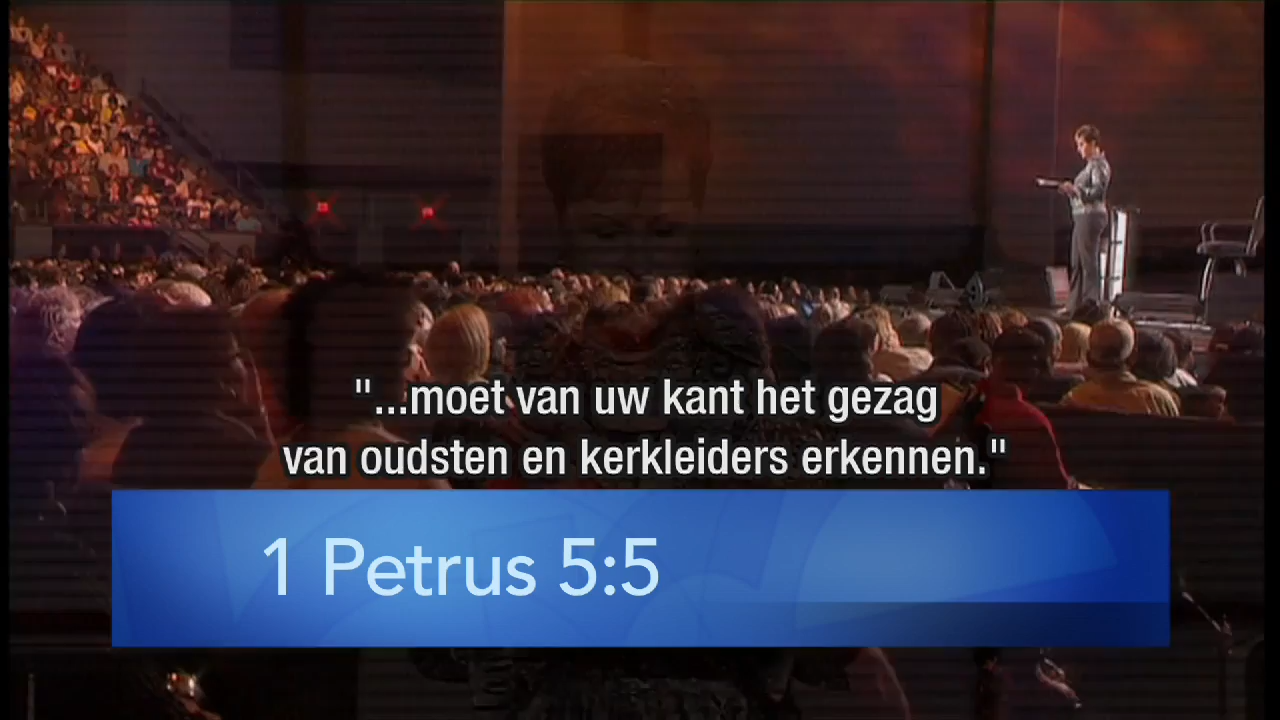 "...moet van uw kant het gezag
van oudsten en kerkleiders erkennen."
1 Petrus 5:5